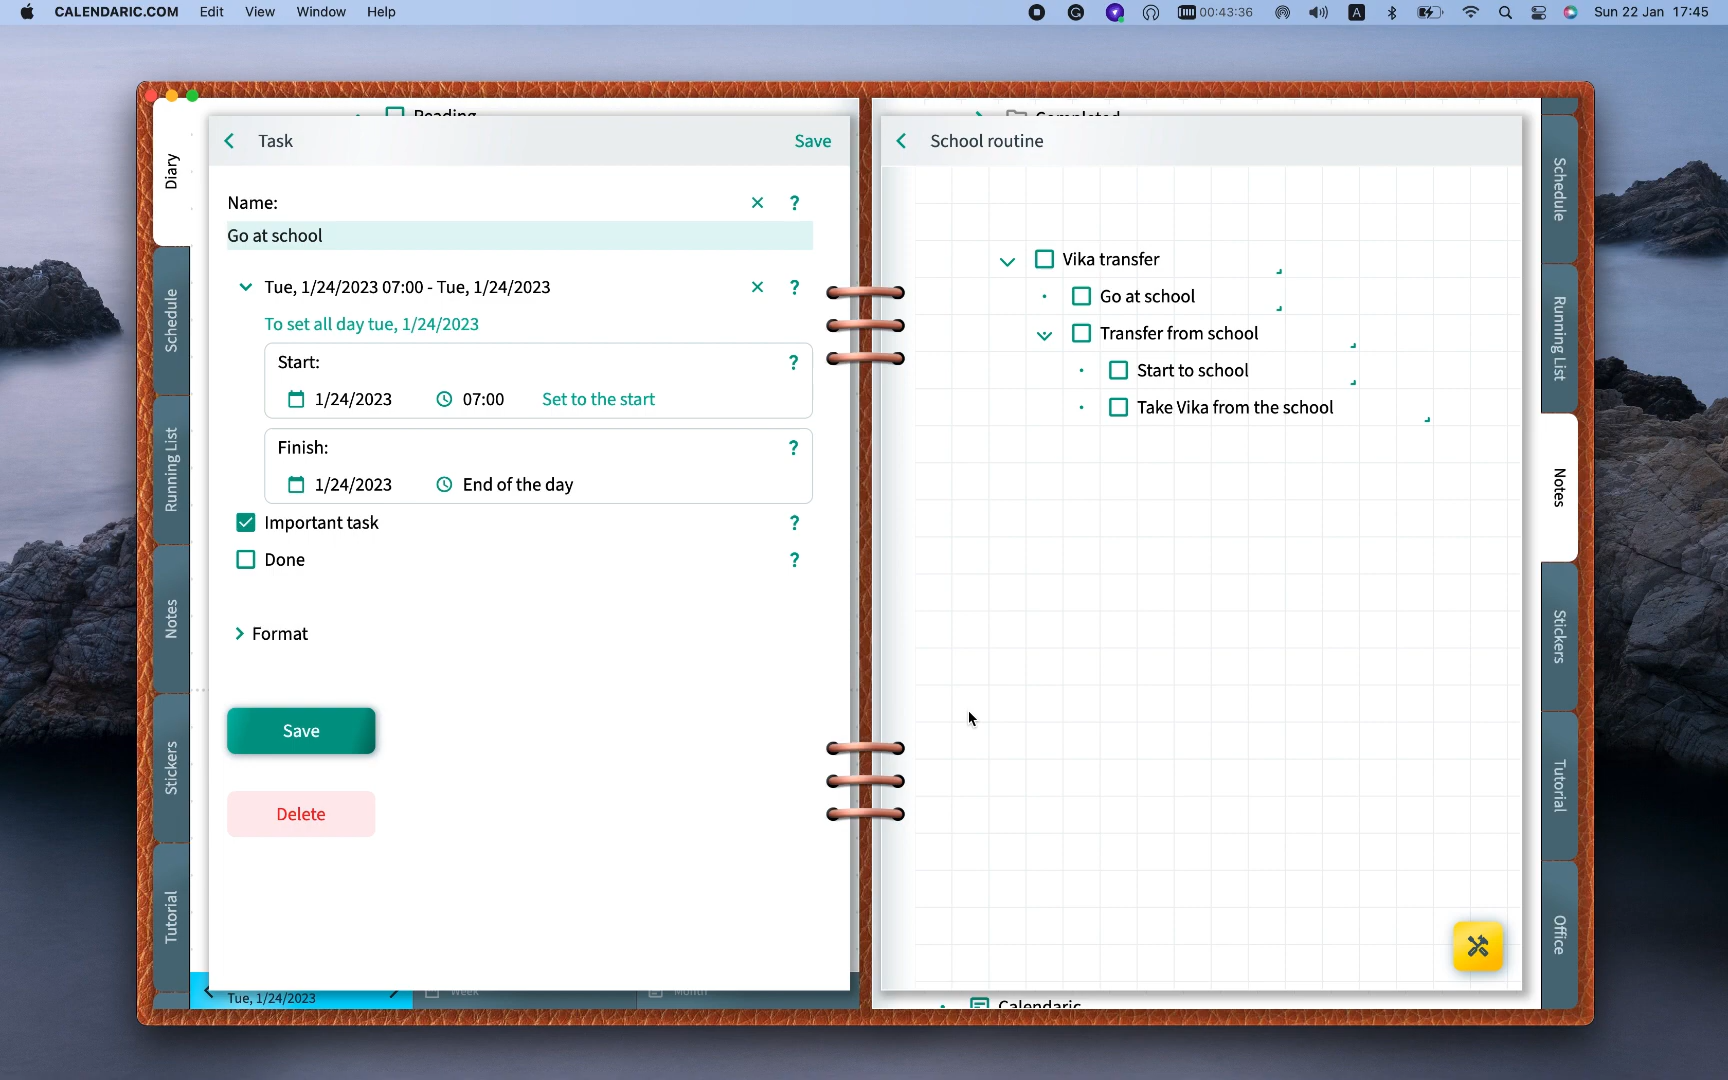 CALENDARIC.COM Edit View Window Help
00:43:36 A Sun 22 Jan 17:45
Reading
Completed
Task Save
School routine
Diary
Schedule
Running List
Notes
Stickers
Tutorial
Name: ?
Go at school
Tue, 1/24/2023 07:00 - Tue, 1/24/2023 ?
To set all day tue, 1/24/2023
Start: ?
1/24/2023 07:00 Set to the start
Finish: ?
1/24/2023 End of the day
Important task ?
Done ?
Format
Save
Delete
Tue, 1/24/2023 Week Month
Vika transfer
Go at school
Transfer from school
Start to school
Take Vika from the school
Calendaric
Schedule
Running List
Notes
Stickers
Tutorial
Office